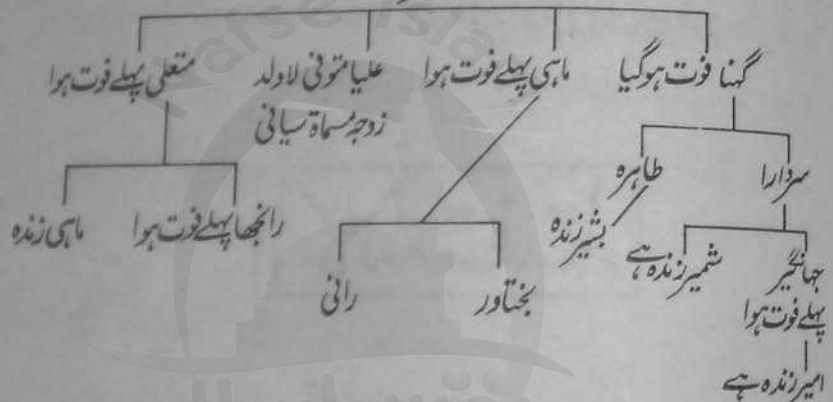 گہنا فوت ہوگیا ماہی پہلے فوت ہوا علیا متوفی لاولد متعلی پہلے فوت ہوا
زوجہ مسماۃ سیانی
سردارا طاہرہ رانجھا پہلے فوت ہوا ماہی زندہ
بشیر زندہ
جہانگیر شمیر زندہ ہے بختاور رانی
پہلے فوت ہوا
امیر زندہ ہے